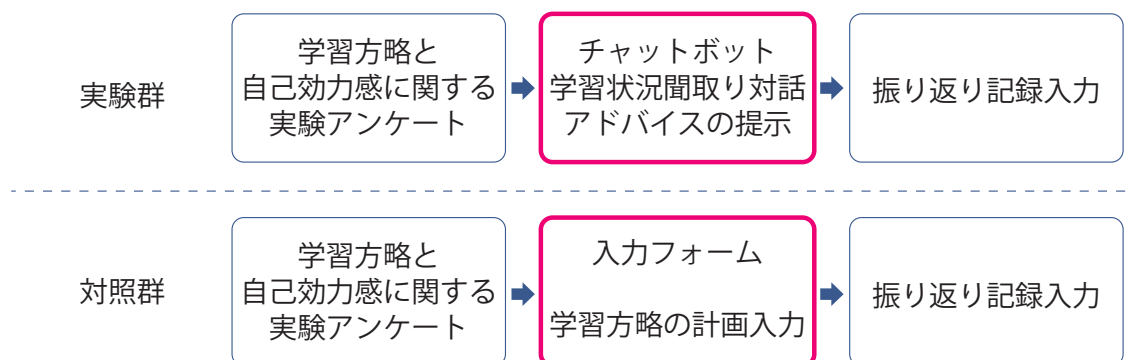 実験群
学習方略と
自己効力感に関する
実験アンケート
チャットボット
学習状況聞取り対話
アドバイスの提示
振り返り記録入力
対照群
学習方略と
自己効力感に関する
実験アンケート
入力フォーム
学習方略の計画入力
振り返り記録入力